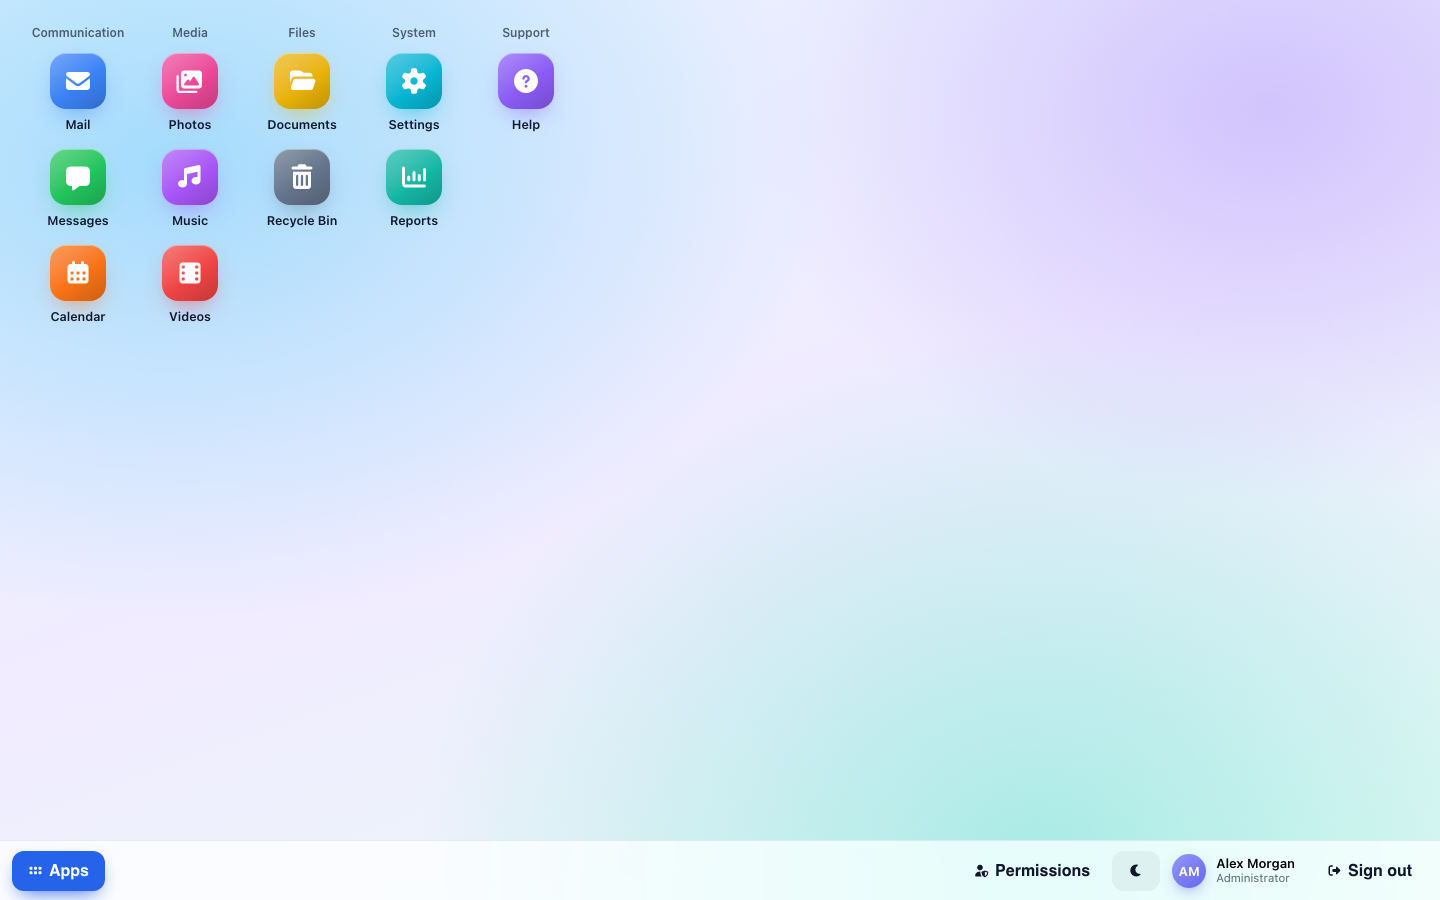 Communication
Media
Files
System
Support
Mail
Photos
Documents
Settings
Help
Messages
Music
Recycle Bin
Reports
Calendar
Videos
Apps
Permissions
AM
Alex Morgan
Administrator
Sign out